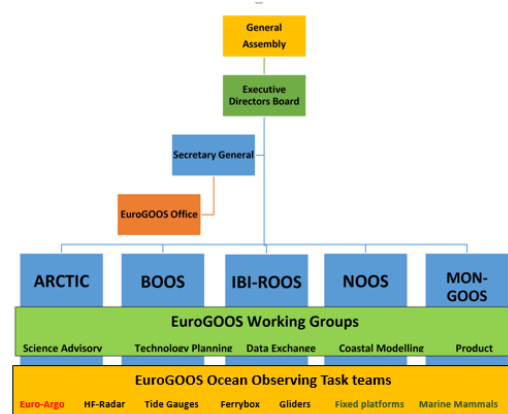 General
Assembly
Executive
Directors Board
Secretary General
EuroGOOS Office
ARCTIC BOOS IBI-ROOS NOOS MON-
GOOS
EuroGOOS Working Groups
Science Advisory Technology Planning Data Exchange Coastal Modelling Product
EuroGOOS Ocean Observing Task teams
Euro-Argo HF-Radar Tide Gauges Ferrybox Gliders Fixed platforms Marine Mammals